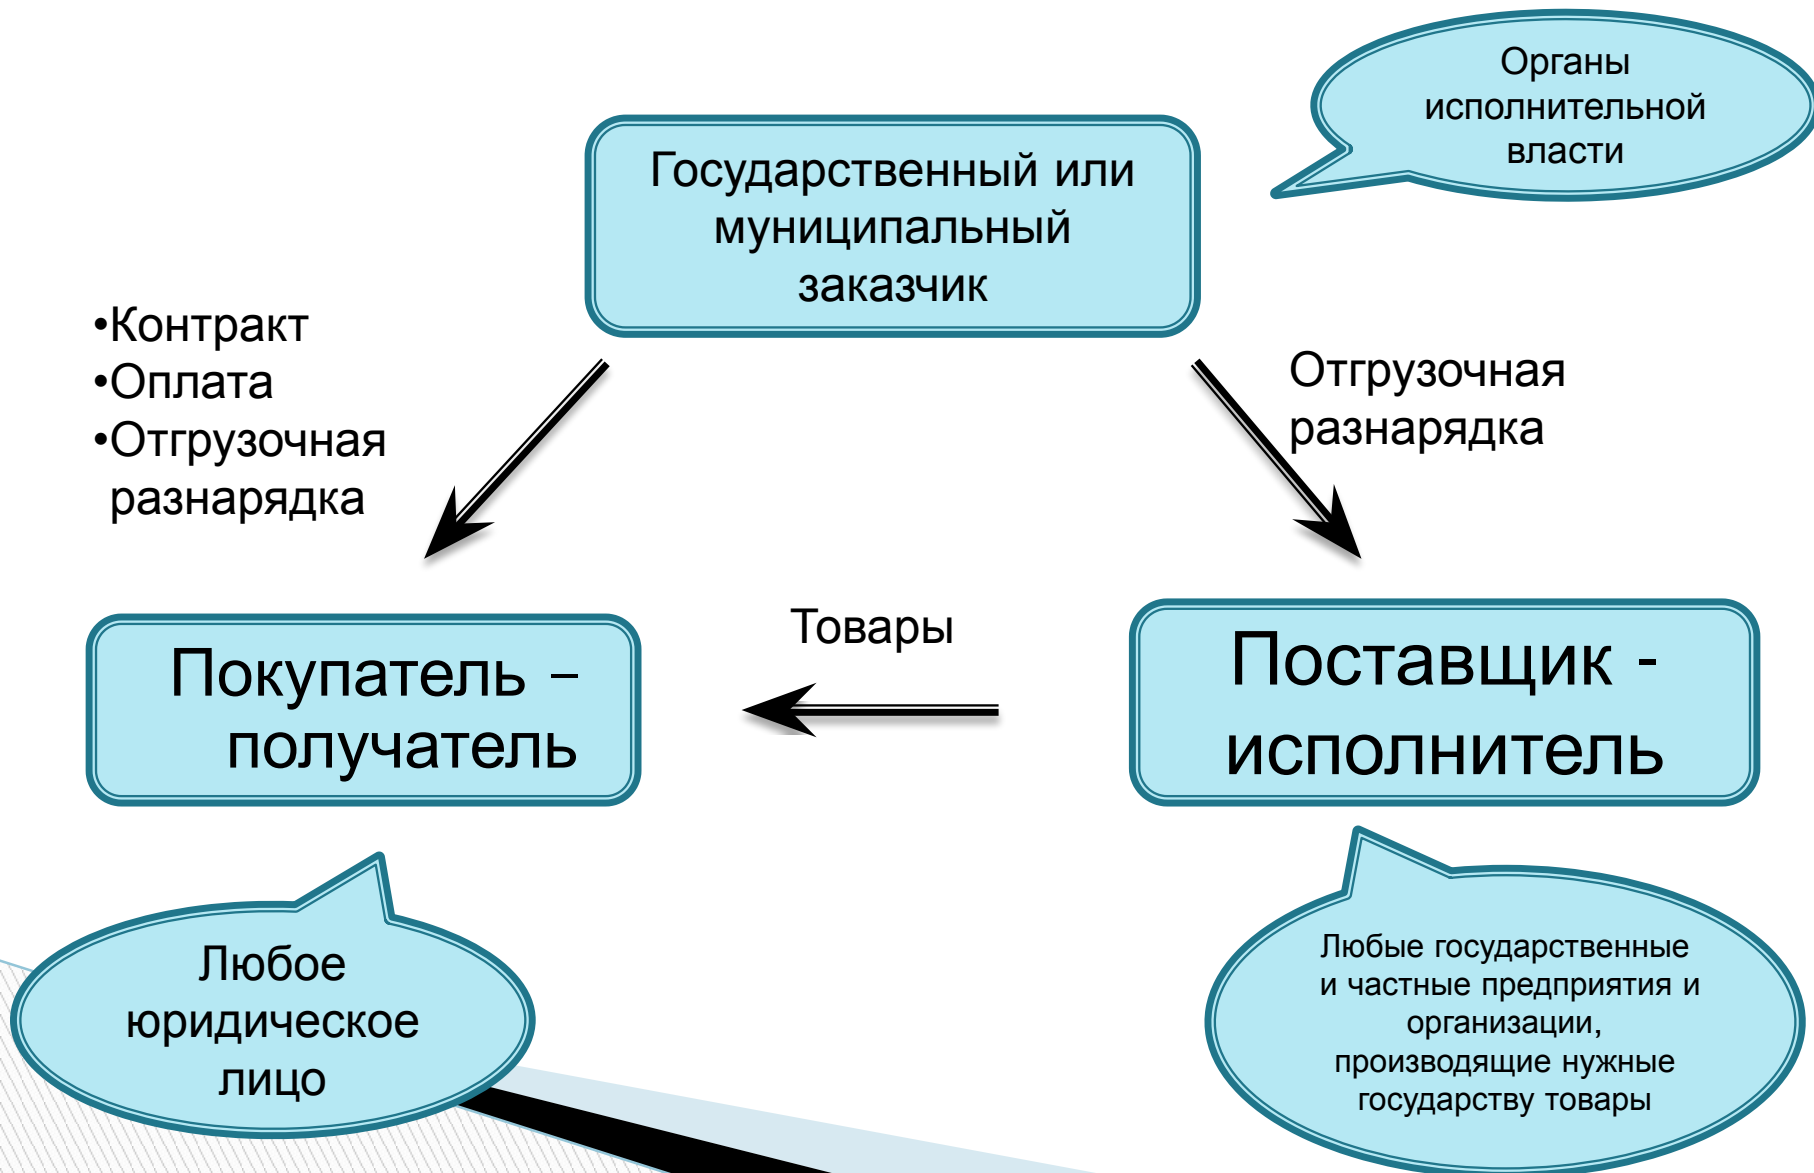 Органы
исполнительной
власти
Государственный или
муниципальный
заказчик
•Контракт
•Оплата
•Отгрузочная
разнарядка
Отгрузочная
разнарядка
Товары
Покупатель –
получатель
Поставщик -
исполнитель
Любое
юридическое
лицо
Любые государственные
и частные предприятия и
организации,
производящие нужные
государству товары